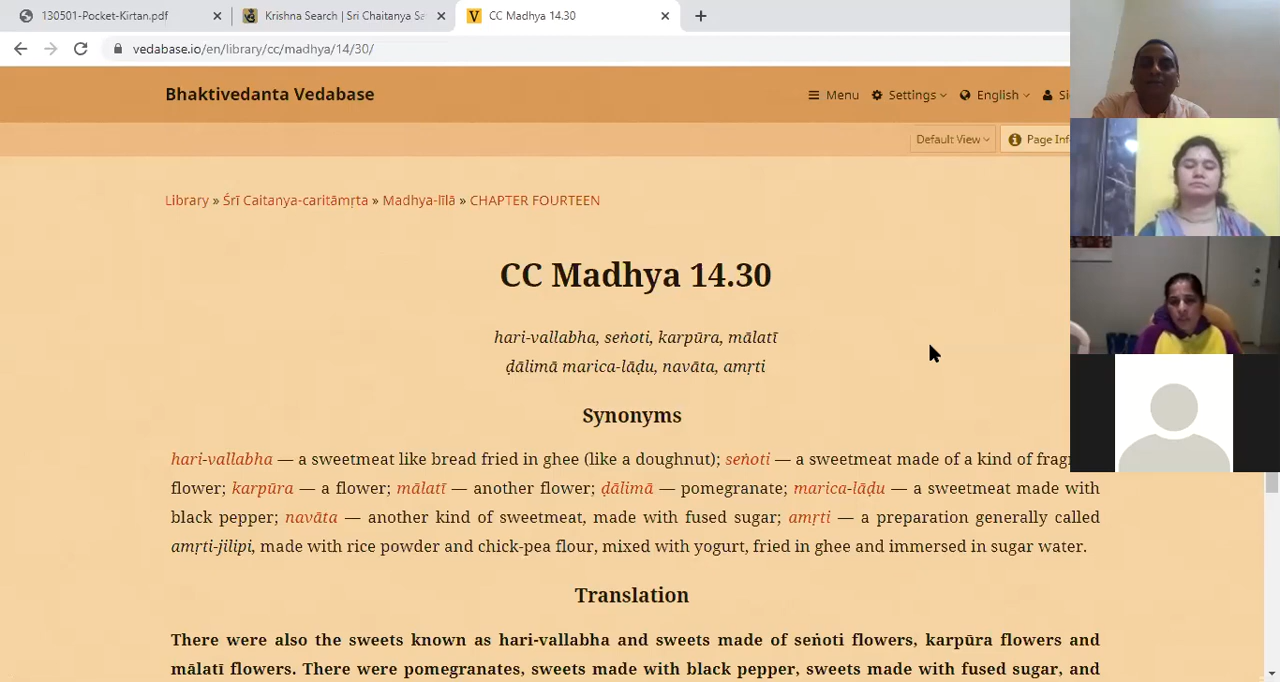 130501-Pocket-Kirtan.pdf
Krishna Search | Sri Chaitanya Sa
CC Madhya 14.30
vedabase.io/en/library/cc/madhya/14/30/
Bhaktivedanta Vedabase
Menu Settings English
Default View Page Inf
Library » Śrī Caitanya-caritāmṛta » Madhya-līlā » CHAPTER FOURTEEN
CC Madhya 14.30
hari-vallabha, seṅoti, karpūra, mālatī
ḍālimā marica-lāḍu, navāta, amṛti
Synonyms
hari-vallabha — a sweetmeat like bread fried in ghee (like a doughnut); seṅoti — a sweetmeat made of a kind of fragr
flower; karpūra — a flower; mālatī — another flower; ḍālimā — pomegranate; marica-lāḍu — a sweetmeat made with
black pepper; navāta — another kind of sweetmeat, made with fused sugar; amṛti — a preparation generally called
amṛti-jilipi, made with rice powder and chick-pea flour, mixed with yogurt, fried in ghee and immersed in sugar water.
Translation
There were also the sweets known as hari-vallabha and sweets made of seṅoti flowers, karpūra flowers and
mālatī flowers. There were pomegranates, sweets made with black pepper, sweets made with fused sugar, and